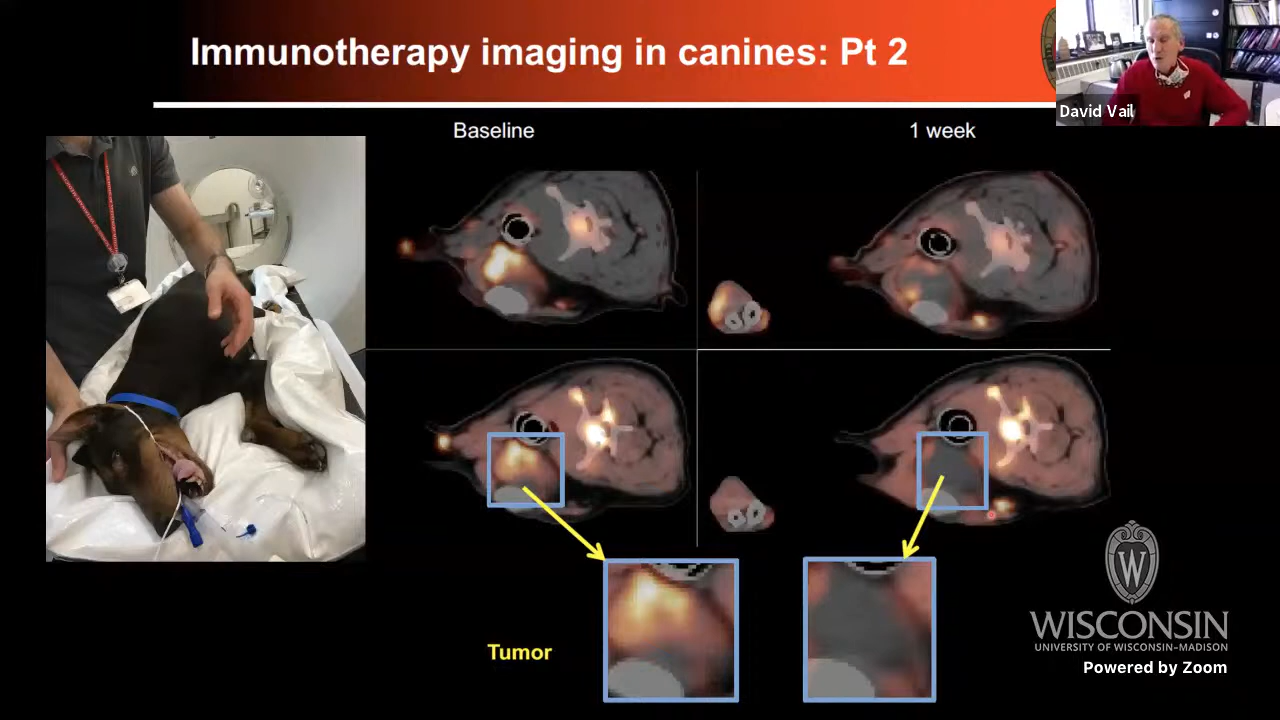 Immunotherapy imaging in canines: Pt 2
David Vail
Baseline
1 week
Tumor
W
WISCONSIN
UNIVERSITY OF WISCONSIN–MADISON
Powered by Zoom